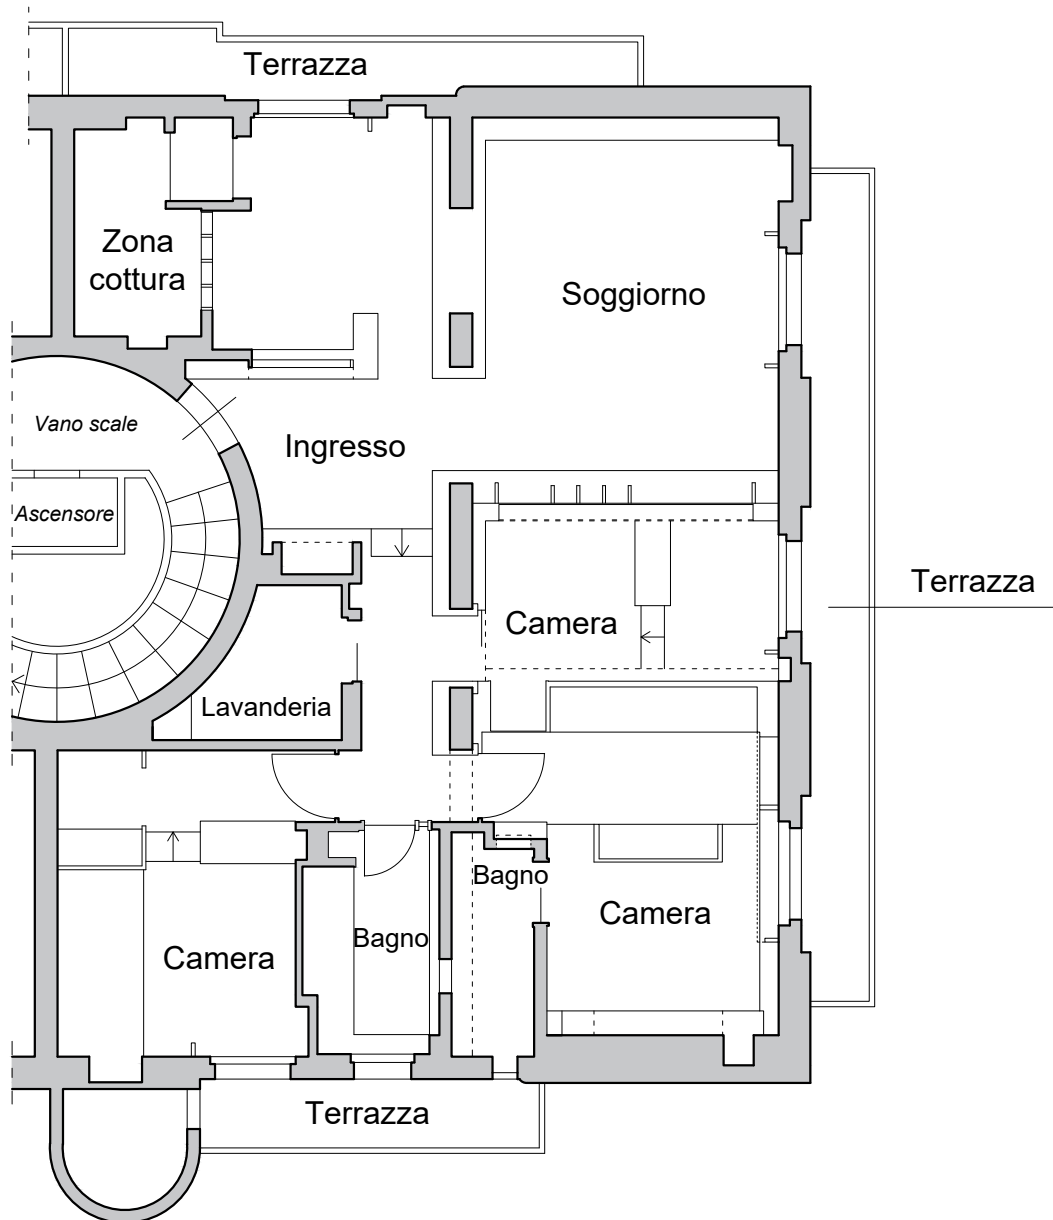 Terrazza
Zona
cottura
Soggiorno
Vano scale
Ingresso
Ascensore
Terrazza
Camera
Lavanderia
Bagno
Camera
Bagno
Camera
Terrazza